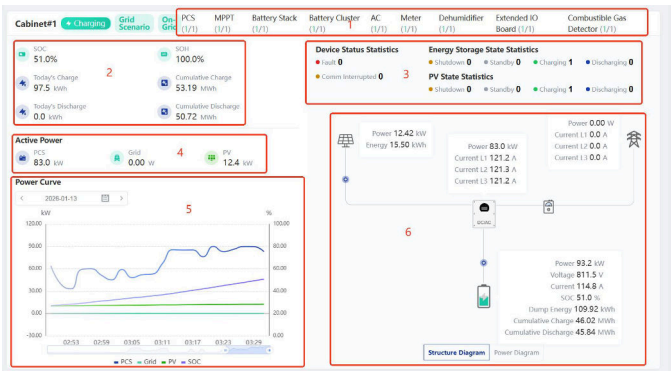 Cabinet#1
Charging
Grid Scenario
On- Grid
PCS (1/1)
MPPT (1/1)
Battery Stack (1/1)
Battery Cluster (1/1)
AC (1/1)
Meter (1/1)
Dehumidifier (1/1)
Extended IO Board (1/1)
Combustible Gas Detector (1/1)
1
SOC
51.0%
SOH
100.0%
2
Today's Charge
97.5 kWh
Cumulative Charge
53.19 MWh
Today's Discharge
0.0 kWh
Cumulative Discharge
50.72 MWh
Device Status Statistics
Fault 0
Comm Interrupted 0
3
Energy Storage State Statistics
Shutdown 0 Standby 0 Charging 1 Discharging 0
PV State Statistics
Shutdown 0 Standby 0 Charging 1 Discharging 0
Active Power
4
PCS
83.0 kW
Grid
0.00 W
PV
12.4 kW
Power Curve
5
< 2026-01-13 >
kW
%
120.00
90.00
60.00
30.00
0.00
-30.00
100.00
80.00
60.00
40.00
20.00
0.00
02:53 02:59 03:05 03:11 03:17 03:23 03:29
PCS Grid PV SOC
Power 12.42 kW
Energy 15.50 kWh
Power 83.0 kW
Current L1 121.2 A
Current L2 121.3 A
Current L3 121.2 A
Power 0.00 W
Current L1 0.0 A
Current L2 0.0 A
Current L3 0.0 A
DC/AC
6
Power 93.2 kW
Voltage 811.5 V
Current 114.8 A
SOC 51.0 %
Dump Energy 109.92 kWh
Cumulative Charge 46.02 MWh
Cumulative Discharge 45.84 MWh
Structure Diagram Power Diagram